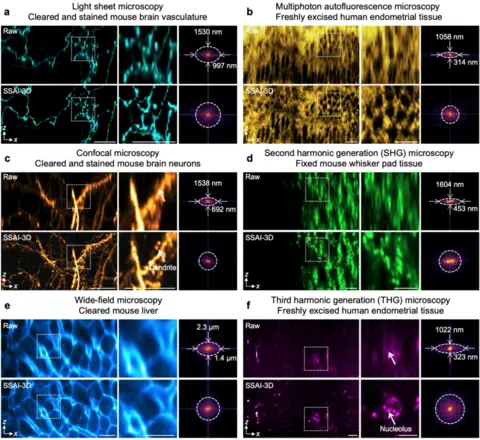 a
Light sheet microscopy
Cleared and stained mouse brain vasculature
Raw
1530 nm
997 nm
SSAI-3D
z
x
b
Multiphoton autofluorescence microscopy
Freshly excised human endometrial tissue
Raw
1058 nm
314 nm
SSAI-3D
z
x
c
Confocal microscopy
Cleared and stained mouse brain neurons
Raw
1538 nm
692 nm
SSAI-3D
Dendrite
z
x
d
Second harmonic generation (SHG) microscopy
Fixed mouse whisker pad tissue
Raw
1604 nm
453 nm
SSAI-3D
z
x
e
Wide-field microscopy
Cleared mouse liver
Raw
2.3 μm
1.4 μm
SSAI-3D
z
x
f
Third harmonic generation (THG) microscopy
Freshly excised human endometrial tissue
Raw
1022 nm
323 nm
SSAI-3D
Nucleolus
z
x